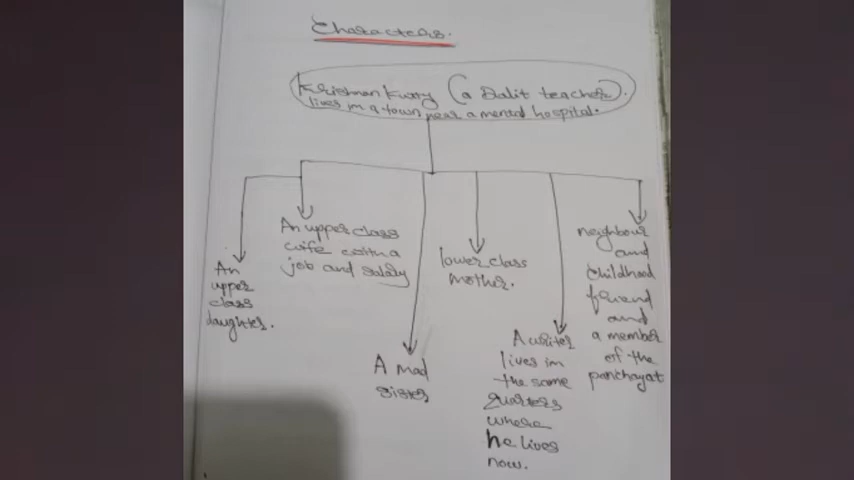 Characters.
Krishnan Kutty (a Dalit teacher).
lives in a town near a mental hospital.
An
upper
class
daughter.
An upper class
wife with a
job and salary
A mad
sister
lower class
mother.
A writer
lives in
the same
quarters
where
he lives
now.
neighbour
and
childhood
friend
and
a member
of the
panchayat